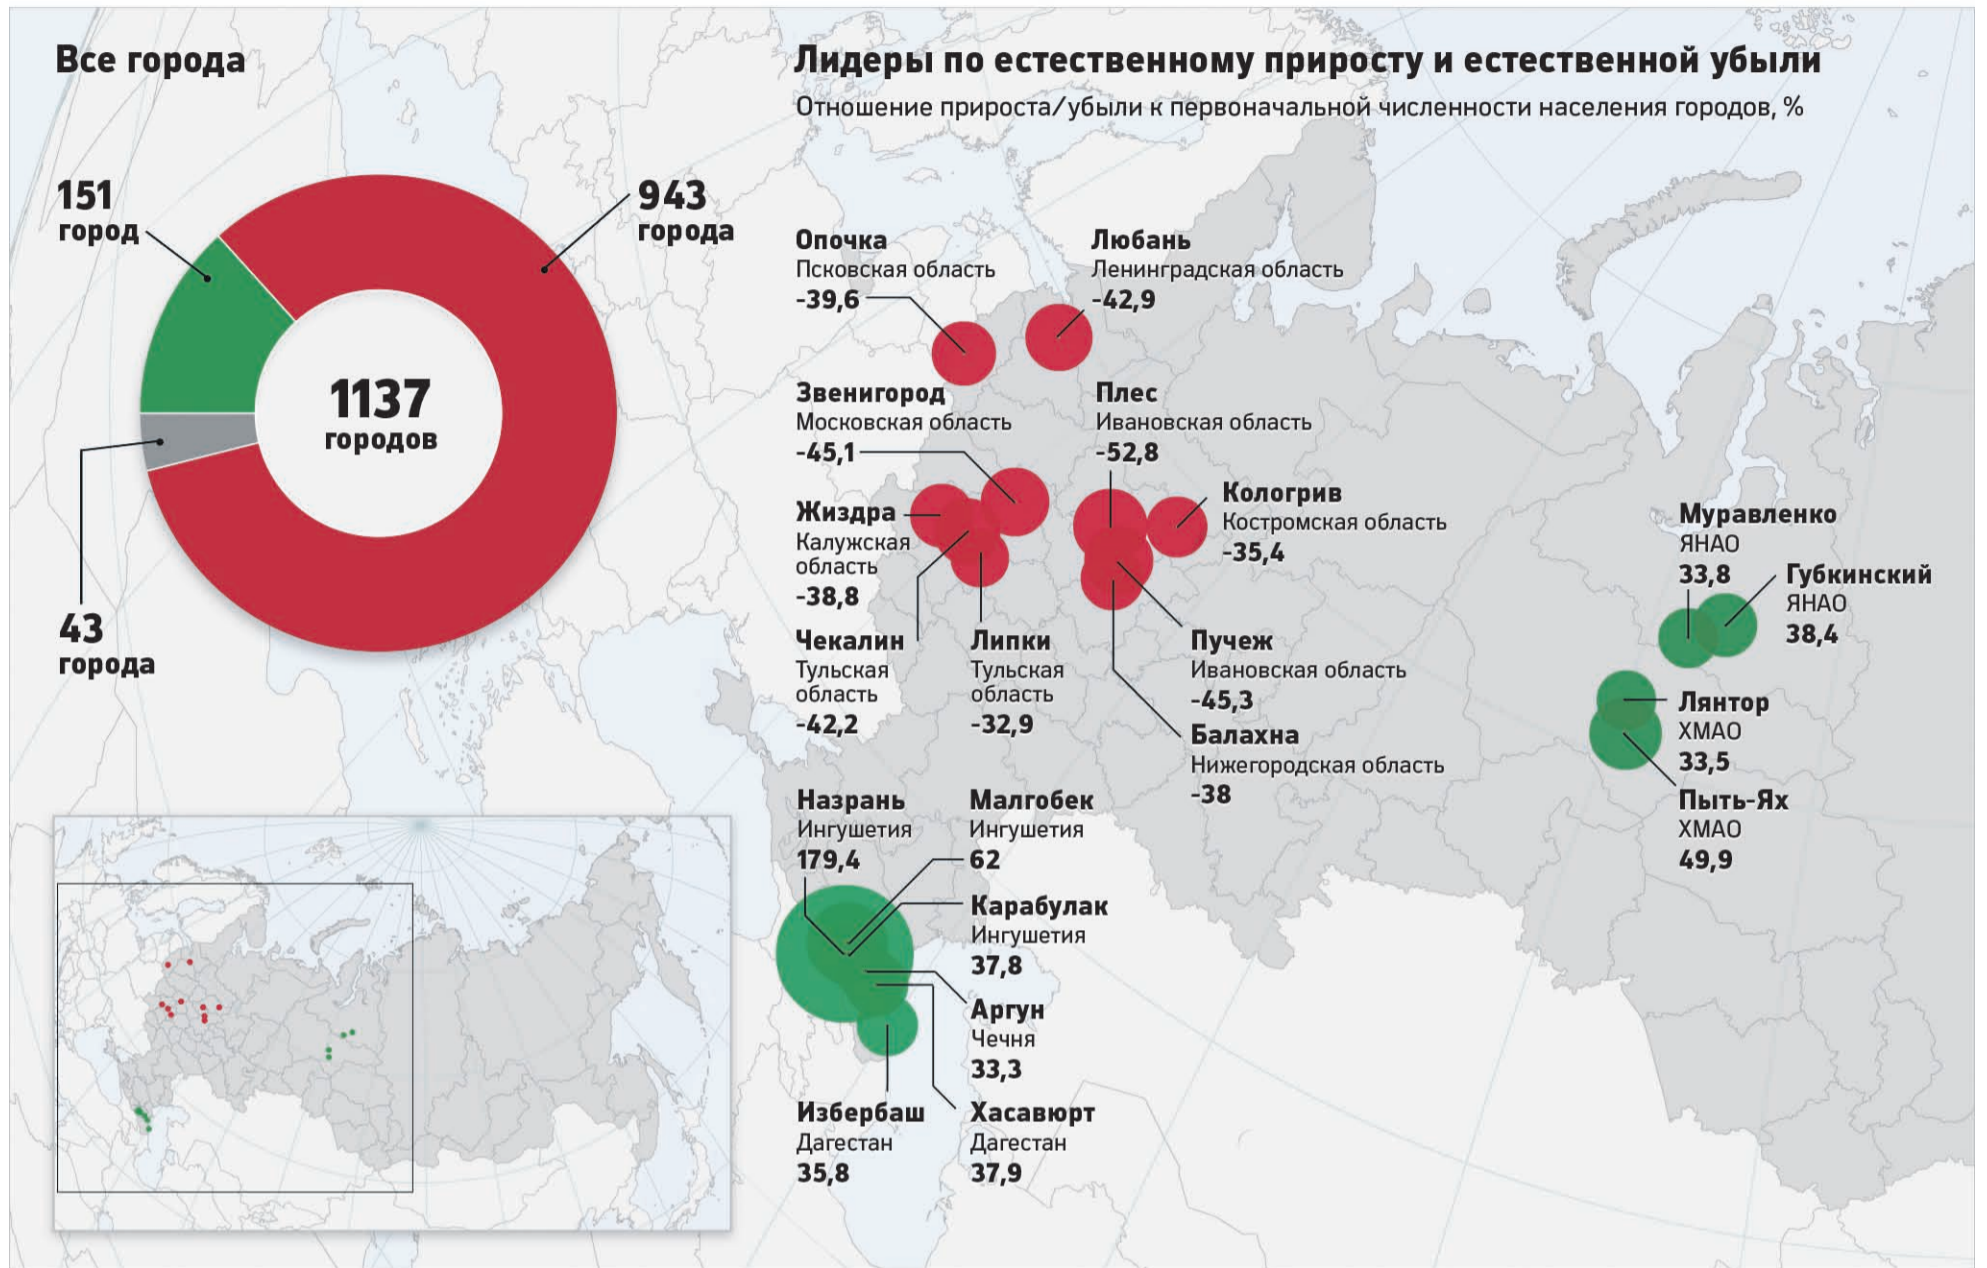 Все города
151
город
943
города
1137
городов
43
города
Лидеры по естественному приросту и естественной убыли
Отношение прироста/убыли к первоначальной численности населения городов, %
Опочка
Псковская область
-39,6
Любань
Ленинградская область
-42,9
Звенигород
Московская область
-45,1
Плес
Ивановская область
-52,8
Кологрив
Костромская область
-35,4
Жиздра
Калужская
область
-38,8
Чекалин
Тульская
область
-42,2
Липки
Тульская
область
-32,9
Пучеж
Ивановская область
-45,3
Балахна
Нижегородская область
-38
Муравленко
ЯНАО
33,8
Губкинский
ЯНАО
38,4
Лянтор
ХМАО
33,5
Пыть-Ях
ХМАО
49,9
Назрань
Ингушетия
179,4
Малгобек
Ингушетия
62
Карабулак
Ингушетия
37,8
Аргун
Чечня
33,3
Избербаш
Дагестан
35,8
Хасавюрт
Дагестан
37,9